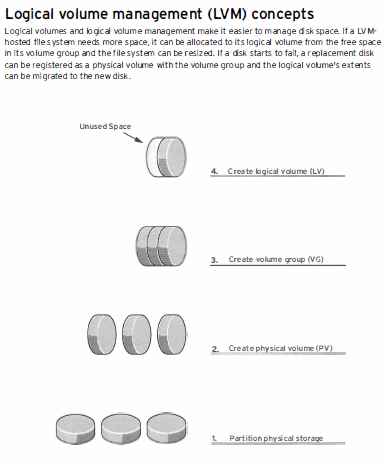 Logical volume management (LVM) concepts
Logical volumes and logical volume management make it easier to manage disk space. If a LVM-
hosted file system needs more space, it can be allocated to its logical volume from the free space
in its volume group and the file system can be resized. If a disk starts to fail, a replacement disk
can be registered as a physical volume with the volume group and the logical volume's extents
can be migrated to the new disk.
Unused Space
4. Create logical volume (LV)
3. Create volume group (VG)
2. Create physical volume (PV)
1. Partition physical storage